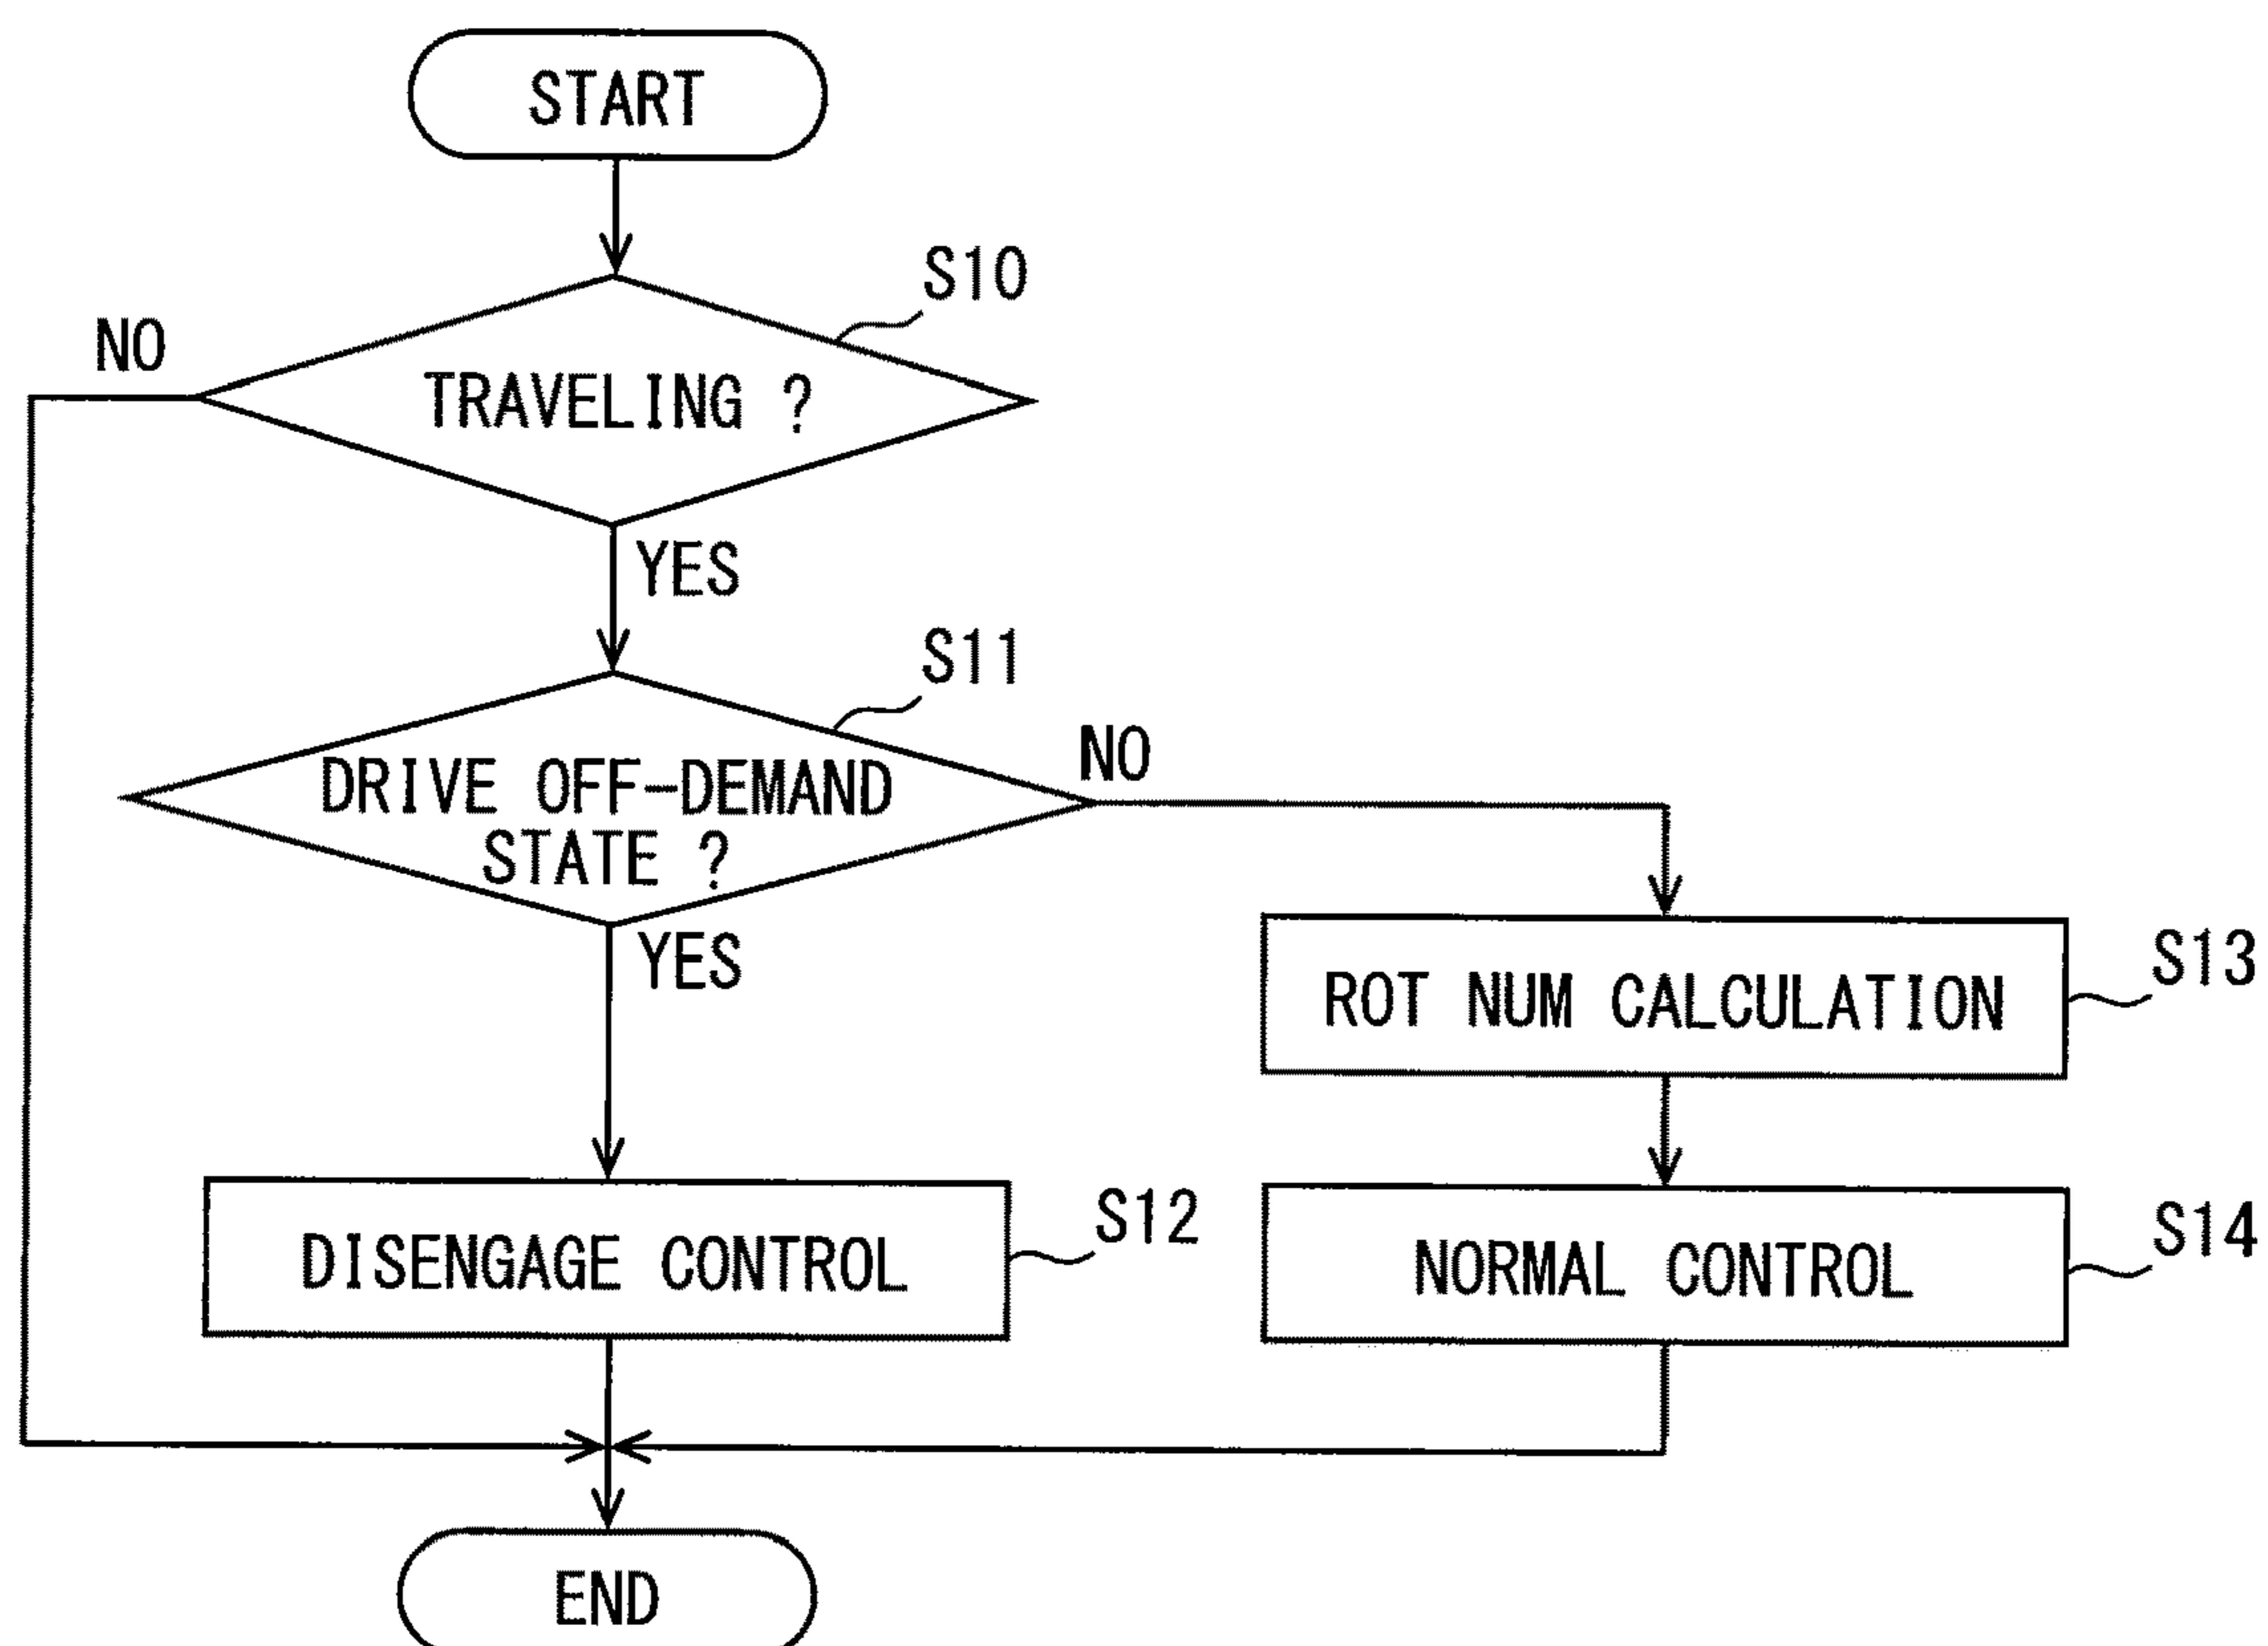 START
S10
NO
TRAVELING ?
YES
S11
NO
DRIVE OFF-DEMAND
STATE ?
YES
S13
ROT NUM CALCULATION
S12
DISENGAGE CONTROL
S14
NORMAL CONTROL
END